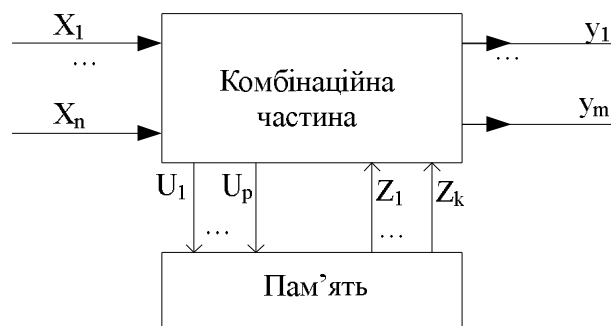 X1 y1
… …
Комбінаційна
частина
Xn ym
U1 Up Z1 Zk
… …
Пам’ять